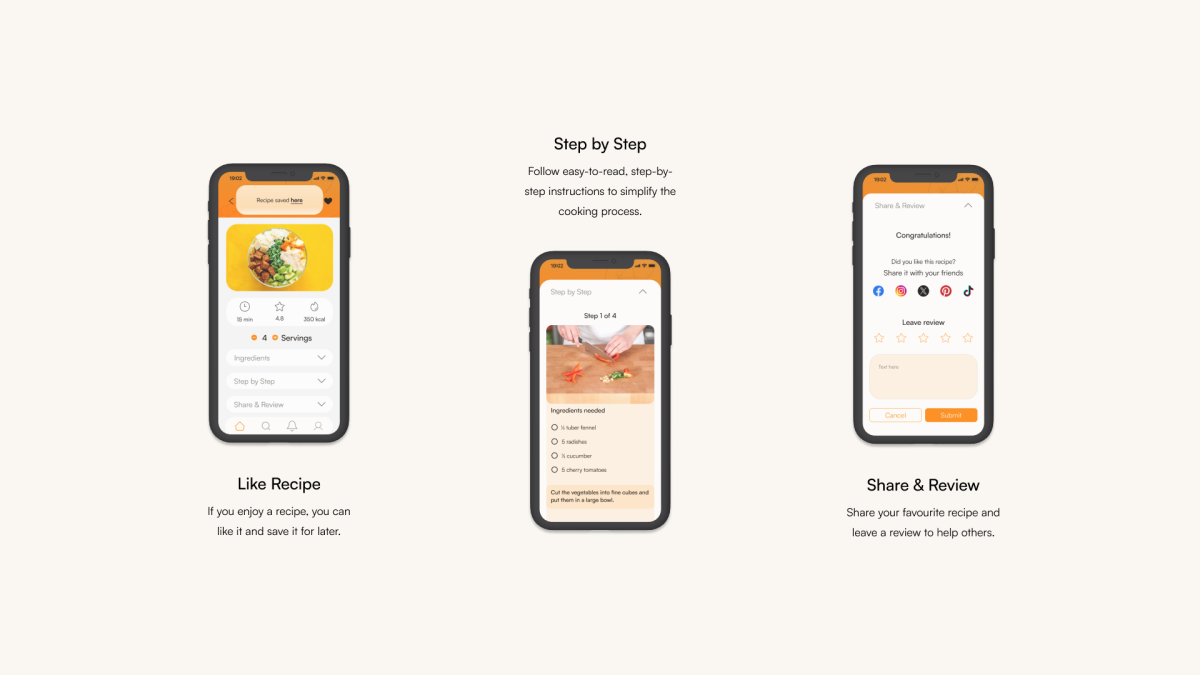 19:02
Recipe saved here
15 min
4.8
350 kcal
4 Servings
Ingredients
Step by Step
Share & Review
Like Recipe
If you enjoy a recipe, you can
like it and save it for later.
Step by Step
Follow easy-to-read, step-by-
step instructions to simplify the
cooking process.
19:02
Step by Step
Step 1 of 4
Ingredients needed
½ tuber fennel
5 radishes
½ cucumber
5 cherry tomatoes
Cut the vegetables into fine cubes and
put them in a large bowl.
19:02
Share & Review
Congratulations!
Did you like this recipe?
Share it with your friends
Leave review
Text here
Cancel
Submit
Share & Review
Share your favourite recipe and
leave a review to help others.